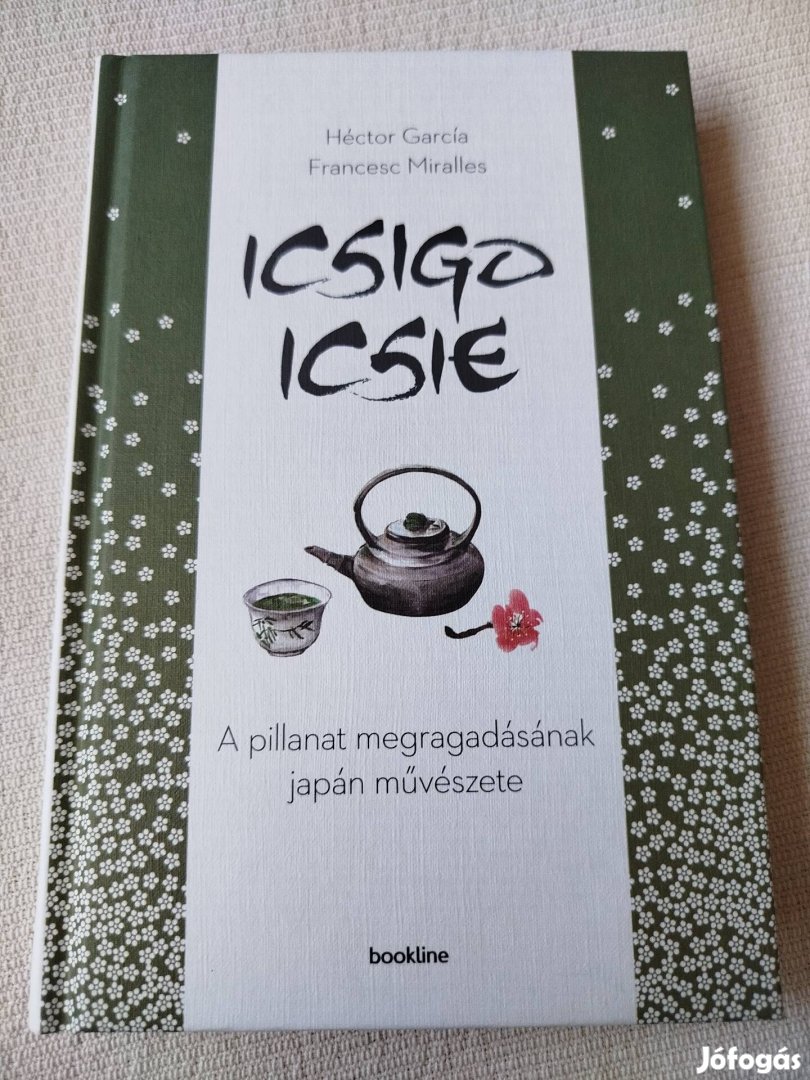 Héctor García
Francesc Miralles
ICSIGO
ICSIE
A pillanat megragadásának
japán művészete
bookline
Jófogás